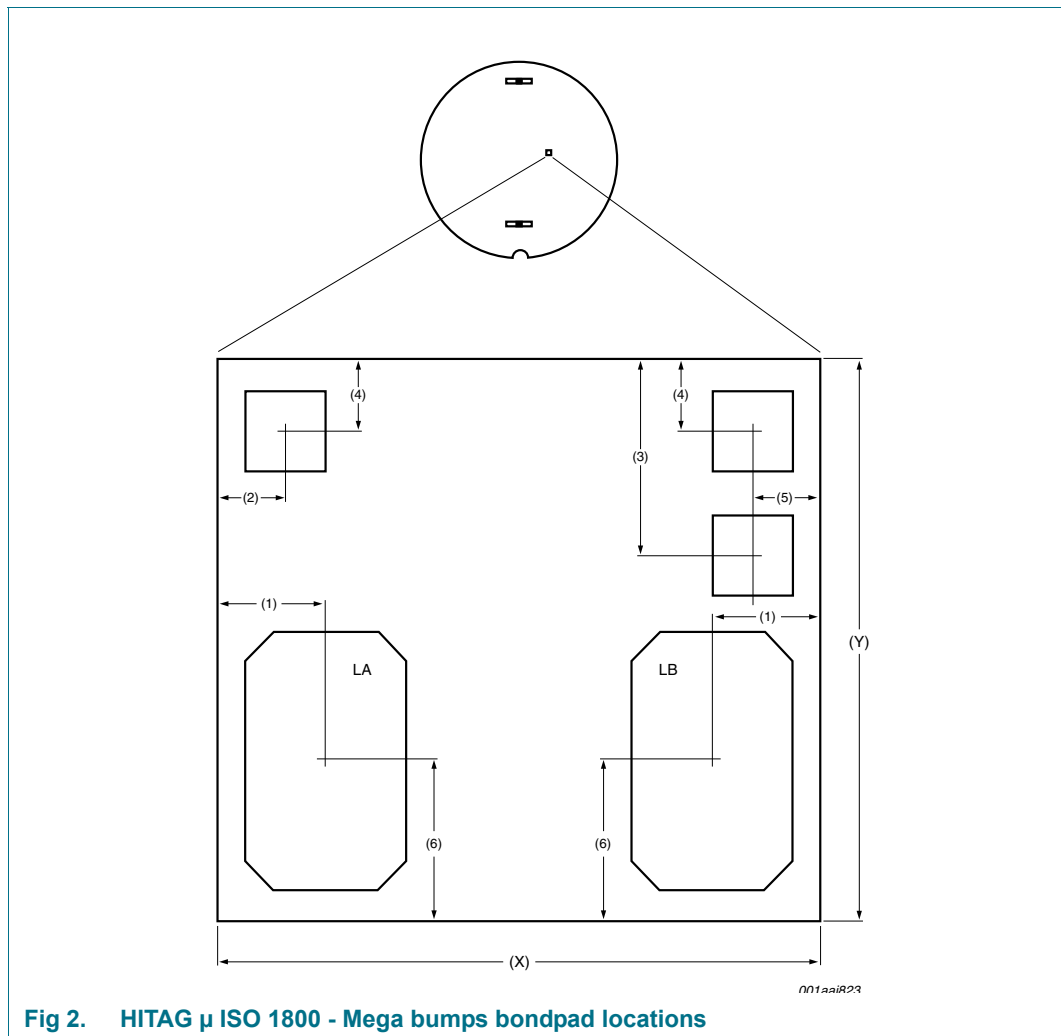 (4)
(4)
(3)
(2)
(5)
(1)
(1)
(Y)
LA
LB
(6)
(6)
(X)
001aaj823
Fig 2. HITAG µ ISO 1800 - Mega bumps bondpad locations